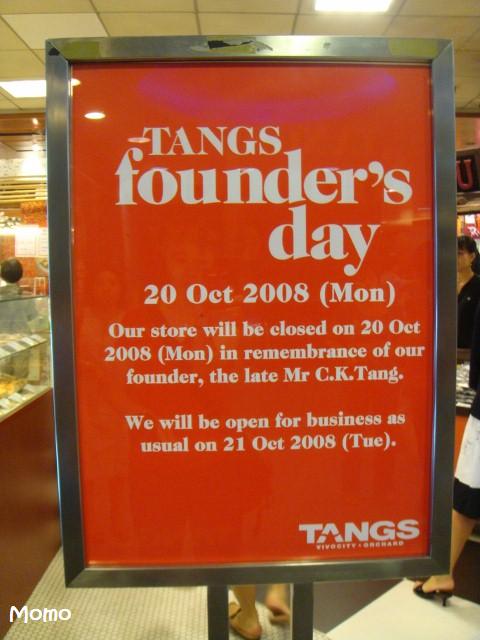 TANGS
founder's
day
20 Oct 2008 (Mon)
Our store will be closed on 20 Oct
2008 (Mon) in remembrance of our
founder, the late Mr C.K.Tang.
We will be open for business as
usual on 21 Oct 2008 (Tue).
TANGS
VIVOCITY • ORCHARD
Momo